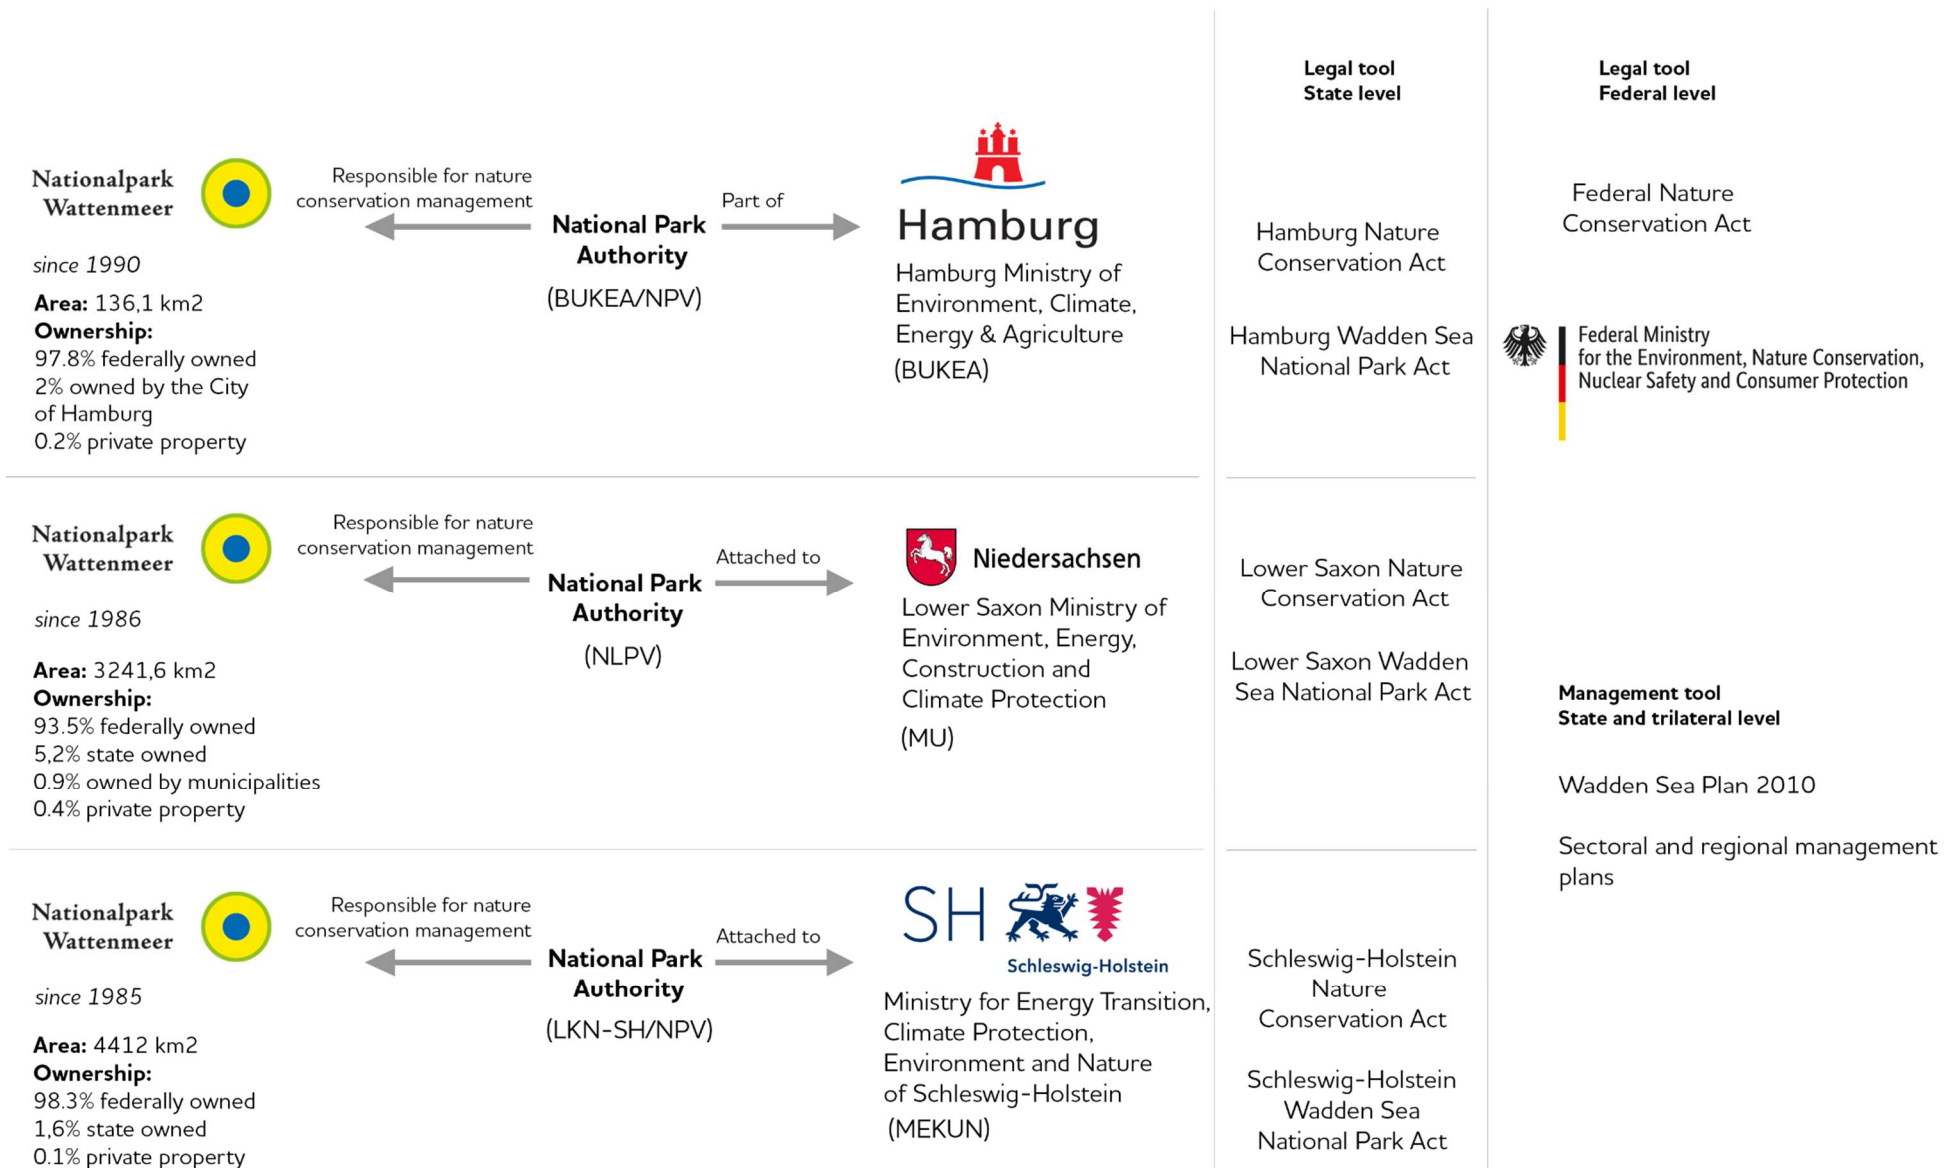 Legal tool
State level
Legal tool
Federal level
Nationalpark
Wattenmeer
since 1990
Area: 136,1 km2
Ownership:
97.8% federally owned
2% owned by the City
of Hamburg
0.2% private property
Responsible for nature
conservation management
National Park
Authority
(BUKEA/NPV)
Part of
Hamburg
Hamburg Ministry of
Environment, Climate,
Energy & Agriculture
(BUKEA)
Hamburg Nature
Conservation Act
Hamburg Wadden Sea
National Park Act
Federal Nature
Conservation Act
Federal Ministry
for the Environment, Nature Conservation,
Nuclear Safety and Consumer Protection
Nationalpark
Wattenmeer
since 1986
Area: 3241,6 km2
Ownership:
93.5% federally owned
5,2% state owned
0.9% owned by municipalities
0.4% private property
Responsible for nature
conservation management
National Park
Authority
(NLPV)
Attached to
Niedersachsen
Lower Saxon Ministry of
Environment, Energy,
Construction and
Climate Protection
(MU)
Lower Saxon Nature
Conservation Act
Lower Saxon Wadden
Sea National Park Act
Management tool
State and trilateral level
Wadden Sea Plan 2010
Sectoral and regional management
plans
Nationalpark
Wattenmeer
since 1985
Area: 4412 km2
Ownership:
98.3% federally owned
1,6% state owned
0.1% private property
Responsible for nature
conservation management
National Park
Authority
(LKN-SH/NPV)
Attached to
SH
Schleswig-Holstein
Ministry for Energy Transition,
Climate Protection,
Environment and Nature
of Schleswig-Holstein
(MEKUN)
Schleswig-Holstein
Nature
Conservation Act
Schleswig-Holstein
Wadden Sea
National Park Act